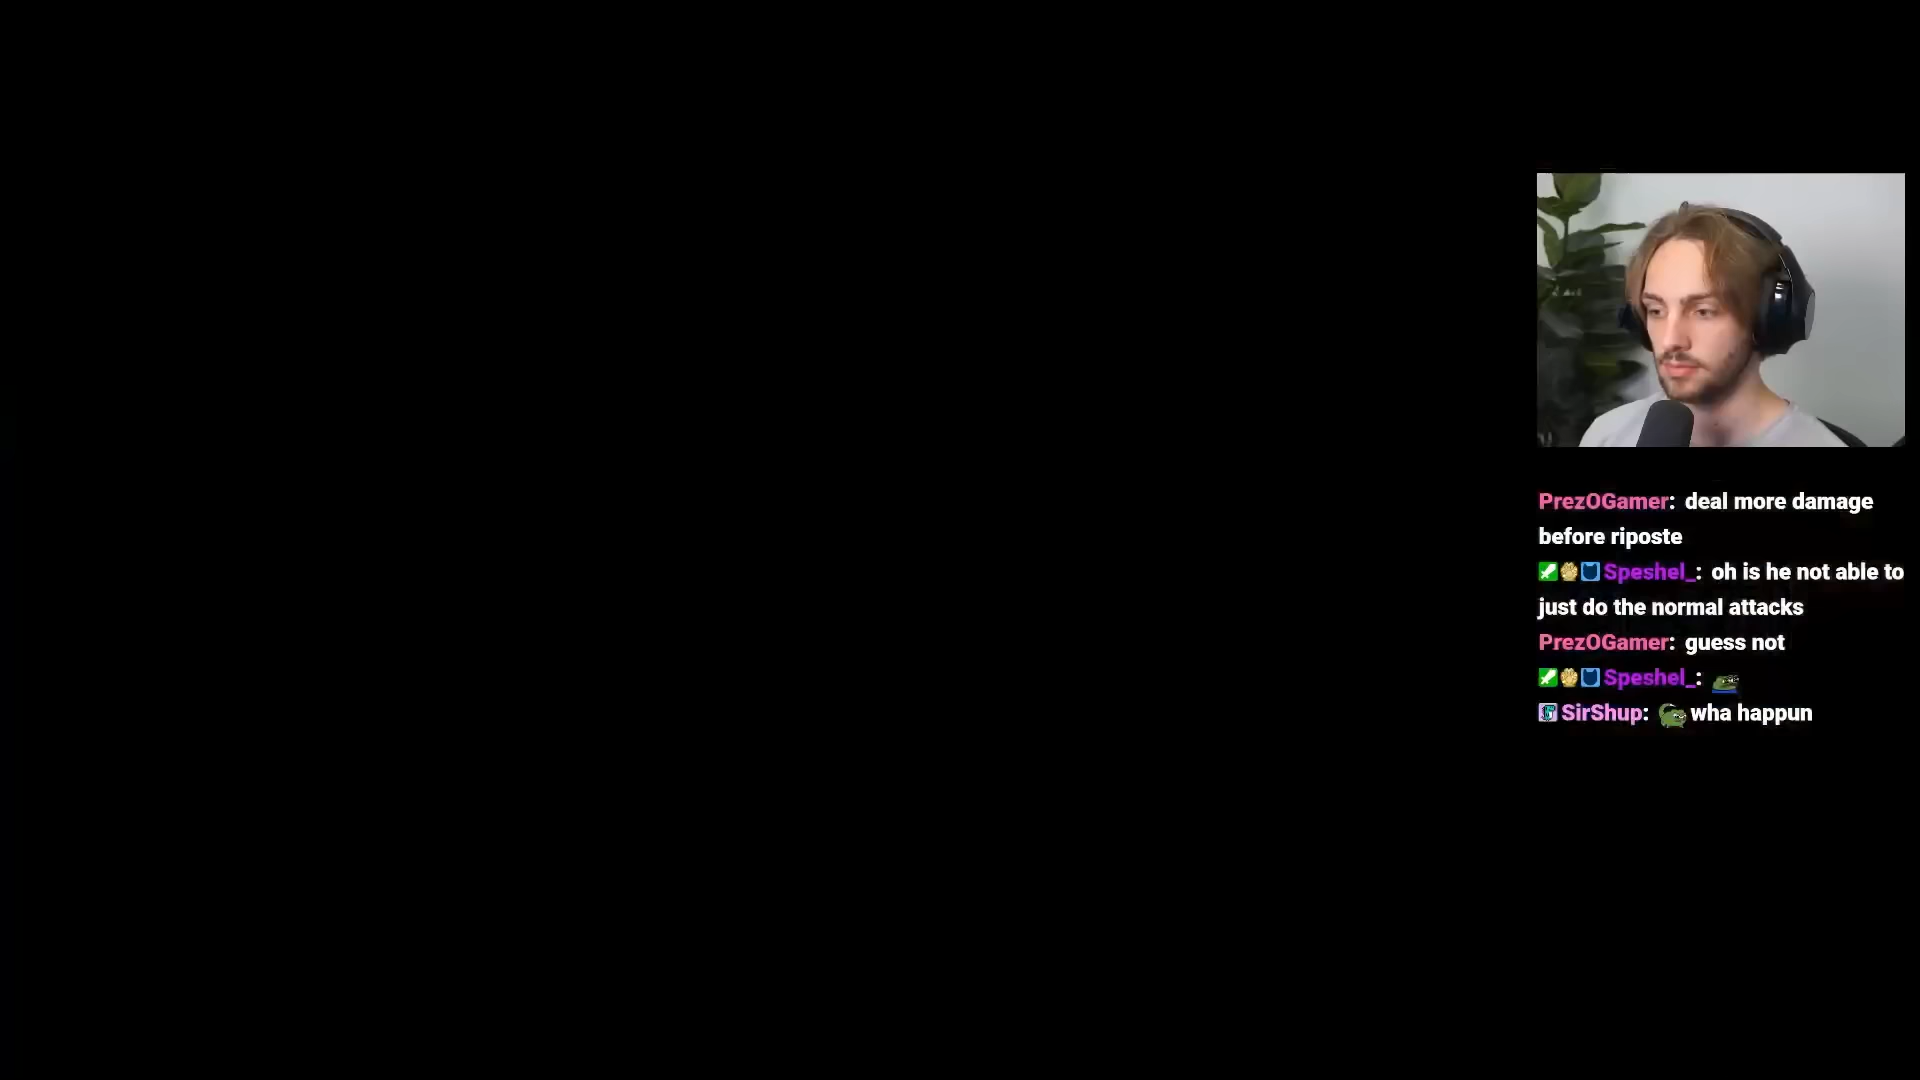 PrezOGamer: deal more damage
before riposte
Speshel_: oh is he not able to
just do the normal attacks
PrezOGamer: guess not
Speshel_:
SirShup: wha happun